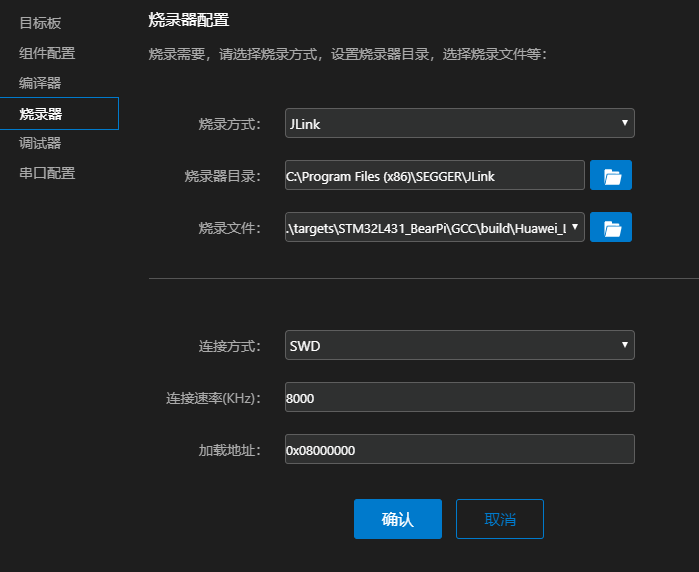 目标板
组件配置
编译器
烧录器
调试器
串口配置
烧录器配置
烧录需要，请选择烧录方式，设置烧录器目录，选择烧录文件等：
烧录方式： JLink
烧录器目录： C:\Program Files (x86)\SEGGER\JLink
烧录文件： .\targets\STM32L431_BearPi\GCC\build\Huawei_L
连接方式： SWD
连接速率(KHz)： 8000
加载地址： 0x08000000
确认 取消